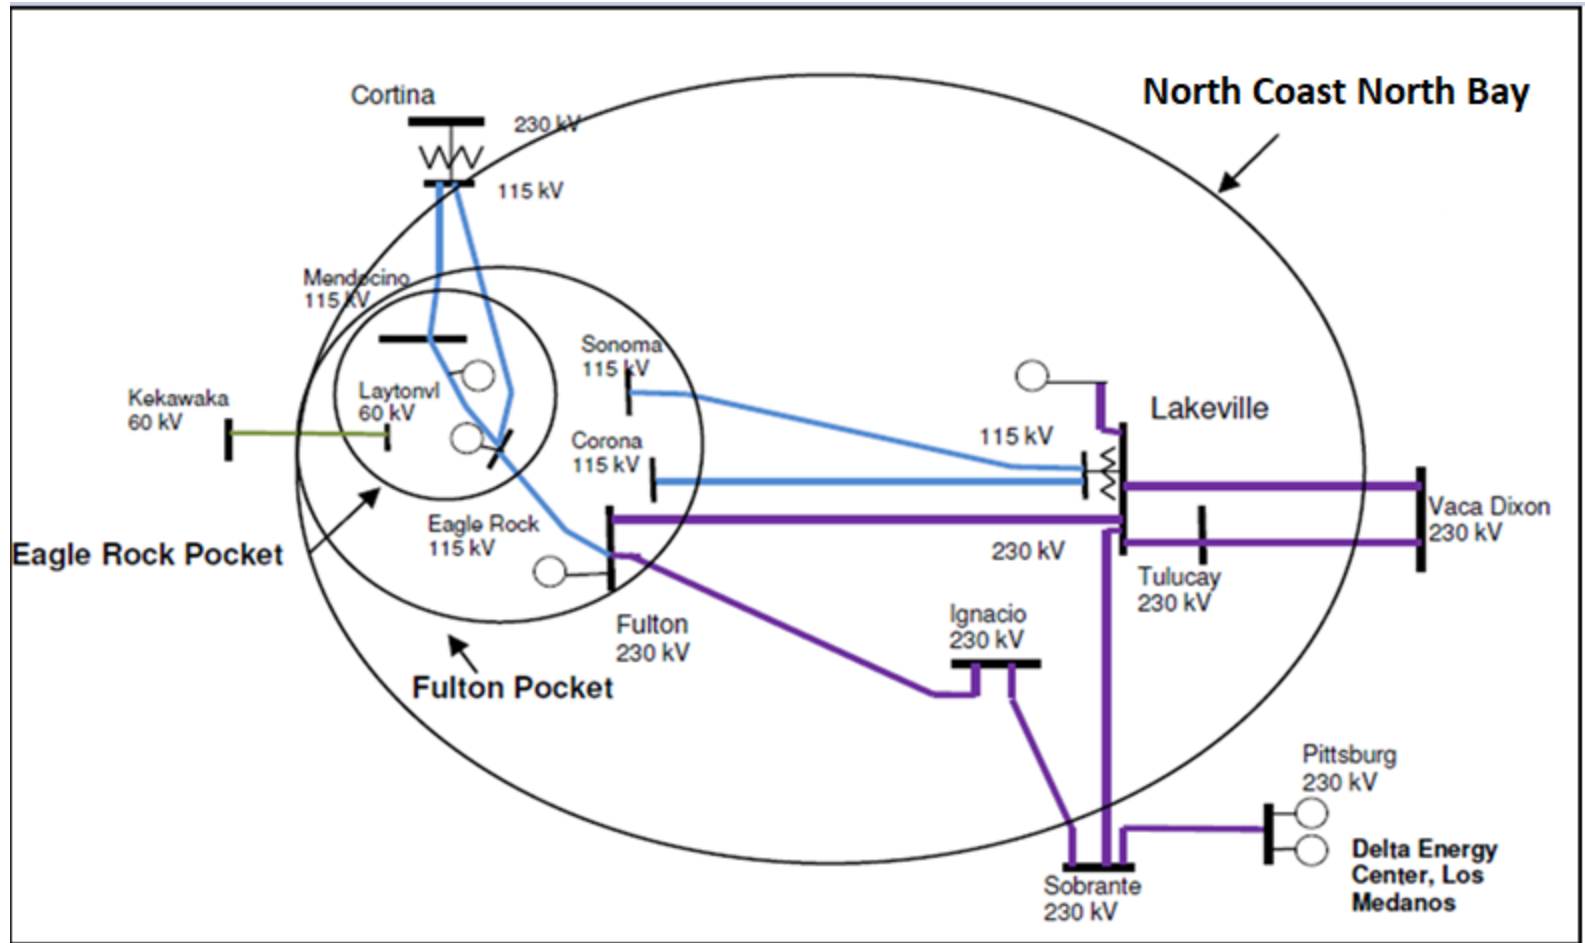 North Coast North Bay
Cortina
230 kV
115 kV
Mendocino
115 kV
Sonoma
115 kV
Kekawaka
60 kV
Laytonvl
60 kV
Lakeville
115 kV
Corona
115 kV
Vaca Dixon
230 kV
Eagle Rock
115 kV
Eagle Rock Pocket
230 kV
Tulucay
230 kV
Ignacio
230 kV
Fulton
230 kV
Fulton Pocket
Pittsburg
230 kV
Delta Energy
Center, Los
Medanos
Sobrante
230 kV